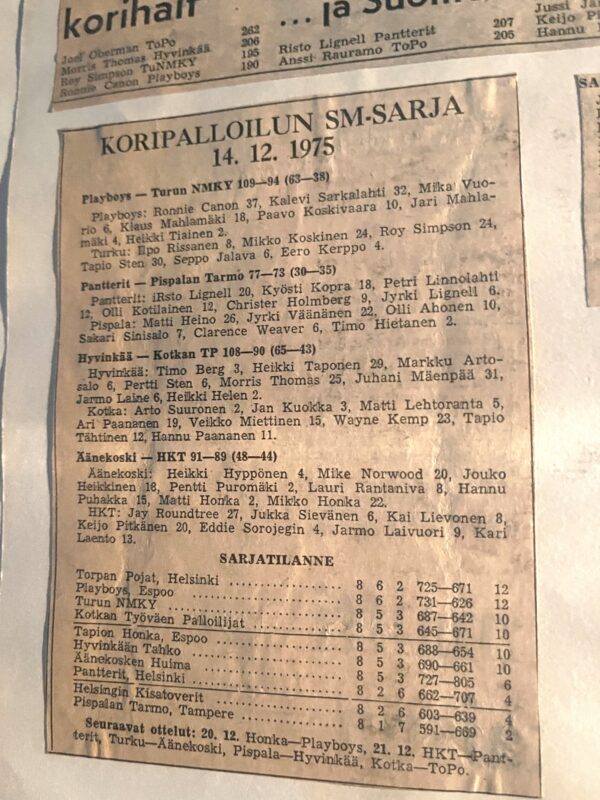 korihait
... ja Suom
Joel Oberman ToPo 262
Morris Thomas Hyvinkää 206
Roy Simpson TuNMKY 195
Ronnie Canon Playboys 190
Risto Lignell Pantterit 207
Anssi Rauramo ToPo 205
Jussi
Keijo
Hannu
SA
KORIPALLOILUN SM-SARJA
14. 12. 1975
Playboys — Turun NMKY 109—94 (63—38)
Playboys: Ronnie Canon 37, Kalevi Sarkalahti 32, Mika Vuo-
rio 6, Klaus Mahlamäki 18, Paavo Koskivaara 10, Jari Mahla-
mäki 4, Heikki Tiainen 2.
Turku: Ilpo Rissanen 8, Mikko Koskinen 24, Roy Simpson 24,
Tapio Sten 30, Seppo Jalava 6, Eero Kerppo 4.
Pantterit — Pispalan Tarmo 77—73 (30—35)
Pantterit: iRsto Lignell 20, Kyösti Kopra 18, Petri Linnolahti
12, Olli Kotilainen 12, Christer Holmberg 9, Jyrki Lignell 6.
Pispala: Matti Heino 26, Jyrki Väänänen 22, Olli Ahonen 10,
Sakari Sinisalo 7, Clarence Weaver 6, Timo Hietanen 2.
Hyvinkää — Kotkan TP 108—90 (65—43)
Hyvinkää: Timo Berg 3, Heikki Taponen 29, Markku Arto-
salo 6, Pertti Sten 6, Morris Thomas 25, Juhani Mäenpää 31,
Jarmo Laine 6, Heikki Helen 2.
Kotka: Arto Suuronen 2, Jan Kuokka 3, Matti Lehtoranta 5,
Ari Paananen 19, Veikko Miettinen 15, Wayne Kemp 23, Tapio
Tähtinen 12, Hannu Paananen 11.
Äänekoski — HKT 91—89 (48—44)
Äänekoski: Heikki Hyppönen 4, Mike Norwood 20, Jouko
Heikkinen 18, Pentti Puromäki 2, Lauri Rantaniva 8, Hannu
Puhakka 15, Matti Honka 2, Mikko Honka 22.
HKT: Jay Roundtree 27, Jukka Sievänen 6, Kai Lievonen 8,
Keijo Pitkänen 20, Eddie Sorojegin 4, Jarmo Laivuori 9, Kari
Laento 13.
SARJATILANNE
Torpan Pojat, Helsinki .............. 8 6 2 725—671 12
Playboys, Espoo .............. 8 6 2 731—626 12
Turun NMKY .............. 8 5 3 687—642 10
Kotkan Työväen Palloilijat .............. 8 5 3 645—671 10
Tapion Honka, Espoo .............. 8 5 3 688—654 10
Hyvinkään Tahko .............. 8 5 3 690—661 10
Äänekosken Huima .............. 8 5 3 727—805 6
Pantterit, Helsinki .............. 8 2 6 662—707 4
Helsingin Kisatoverit .............. 8 2 6 603—639 4
Pispalan Tarmo, Tampere .............. 8 1 7 591—669 2
Seuraavat ottelut: 20. 12. Honka—Playboys, 21. 12. HKT—Pant-
terit, Turku—Äänekoski, Pispala—Hyvinkää, Kotka—ToPo.